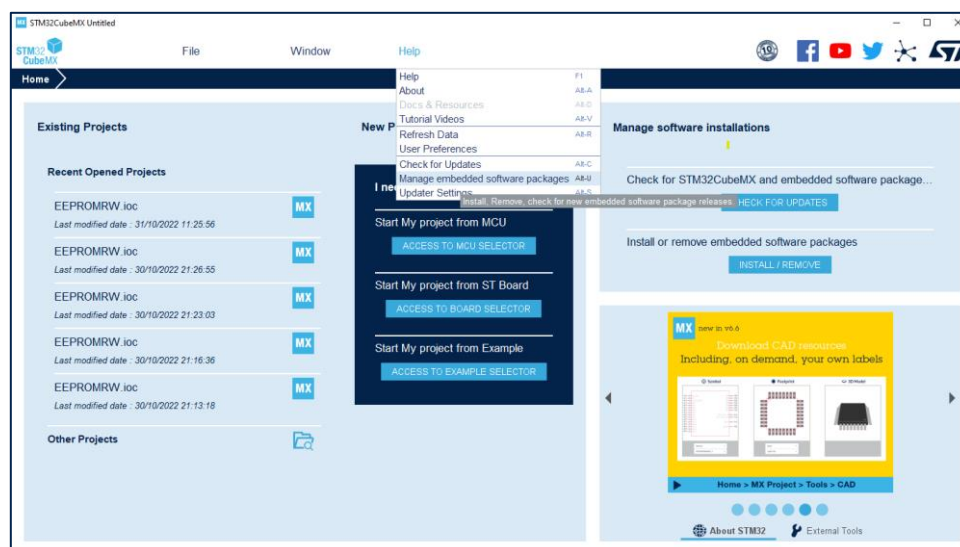 MX STM32CubeMX Untitled
STM32
CubeMX
File
Window
Help
Home
Help F1
About Alt-A
Docs & Resources Alt-D
Tutorial Videos Alt-V
Refresh Data Alt-R
User Preferences
Check for Updates Alt-C
Manage embedded software packages Alt-U
Updater Settings Alt-S
Install, Remove, check for new embedded software package releases
Existing Projects
Recent Opened Projects
EEPROMRW.ioc
MX
Last modified date : 31/10/2022 11:25:56
EEPROMRW.ioc
MX
Last modified date : 30/10/2022 21:26:55
EEPROMRW.ioc
MX
Last modified date : 30/10/2022 21:23:03
EEPROMRW.ioc
MX
Last modified date : 30/10/2022 21:16:36
EEPROMRW.ioc
MX
Last modified date : 30/10/2022 21:13:18
Other Projects
New P
I nee
Start My project from MCU
ACCESS TO MCU SELECTOR
Start My project from ST Board
ACCESS TO BOARD SELECTOR
Start My project from Example
ACCESS TO EXAMPLE SELECTOR
Manage software installations
Check for STM32CubeMX and embedded software package...
HECK FOR UPDATES
Install or remove embedded software packages
INSTALL / REMOVE
MX new in v6.6
Download CAD resources
Including, on demand, your own labels
Symbol
Footprint
3D Model
Home > MX Project > Tools > CAD
About STM32
External Tools